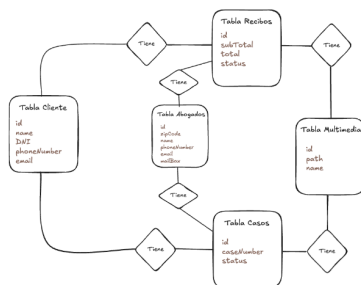 Tabla Recibos
id
subTotal
total
status
Tiene
Tiene
Tiene
Tabla Cliente
id
name
DNI
phoneNumber
email
Tabla Abogados
id
zipCode
name
phoneNumber
email
mailBox
Tabla Multimedia
id
path
name
Tiene
Tabla Casos
id
caseNumber
status
Tiene
Tiene